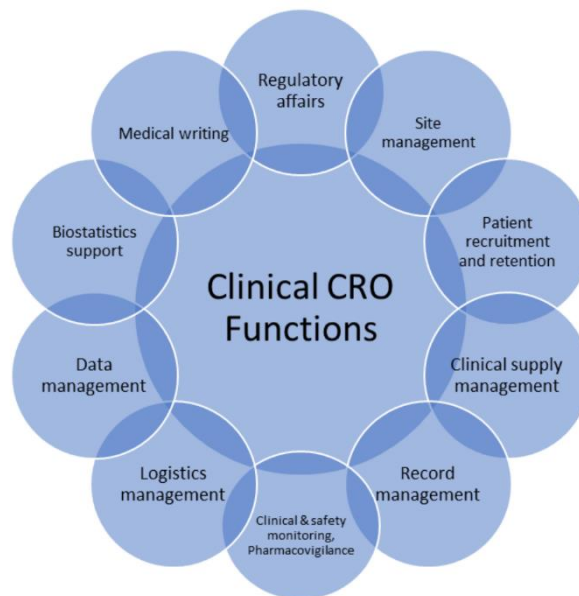 Clinical CRO
Functions
Regulatory
affairs
Site
management
Patient
recruitment
and retention
Clinical supply
management
Record
management
Clinical & safety
monitoring,
Pharmacovigilance
Logistics
management
Data
management
Biostatistics
support
Medical writing